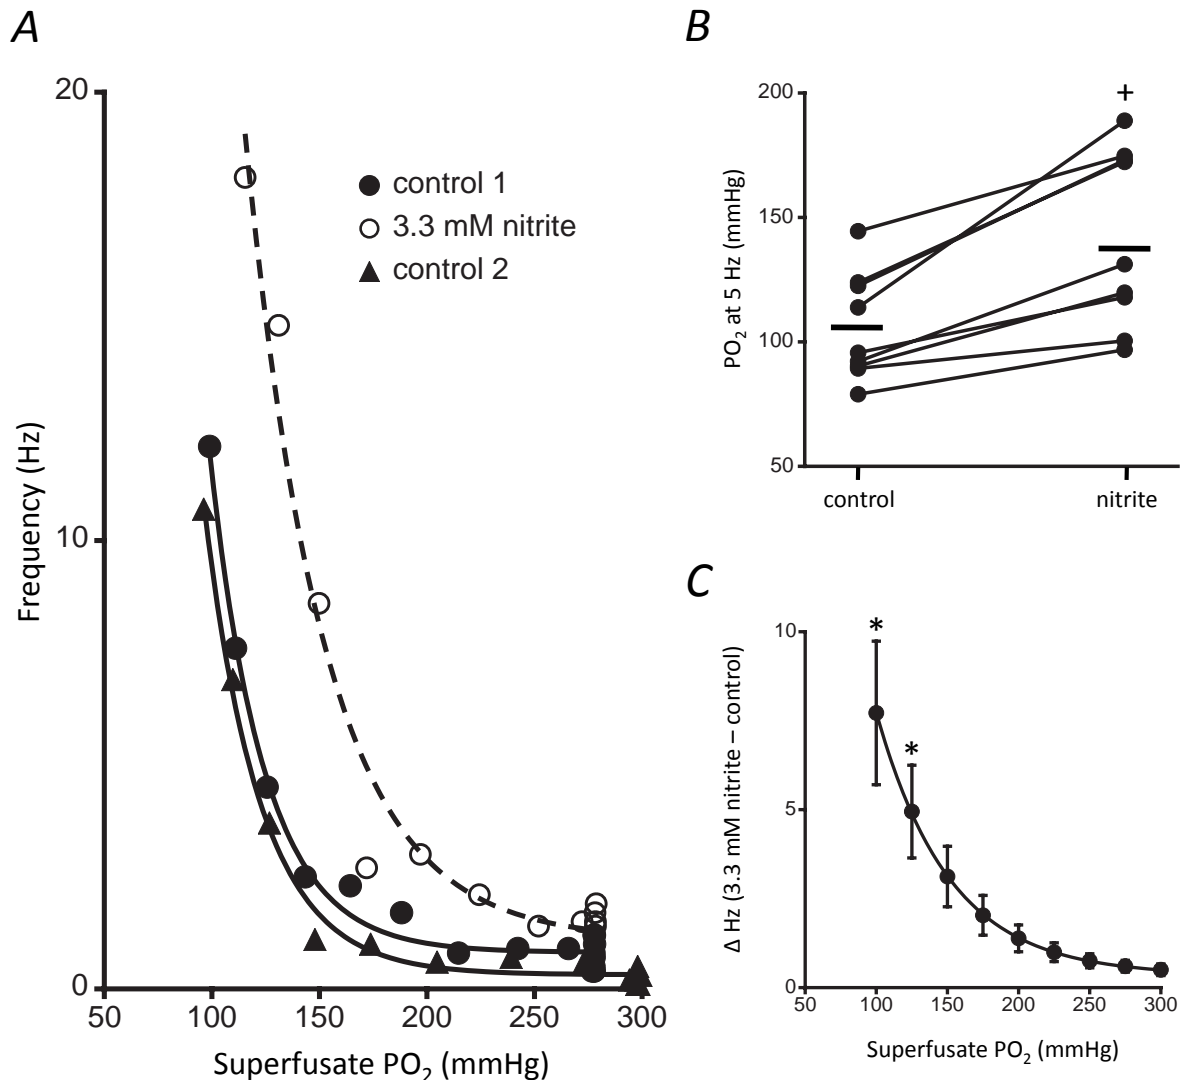 A
20
10
0
50
100
150
200
250
300
Frequency (Hz)
Superfusate PO₂ (mmHg)
control 1
3.3 mM nitrite
control 2
B
200
150
100
50
PO₂ at 5 Hz (mmHg)
+
control
nitrite
C
10
5
0
50
100
150
200
250
300
Δ Hz (3.3 mM nitrite – control)
*
*
Superfusate PO₂ (mmHg)